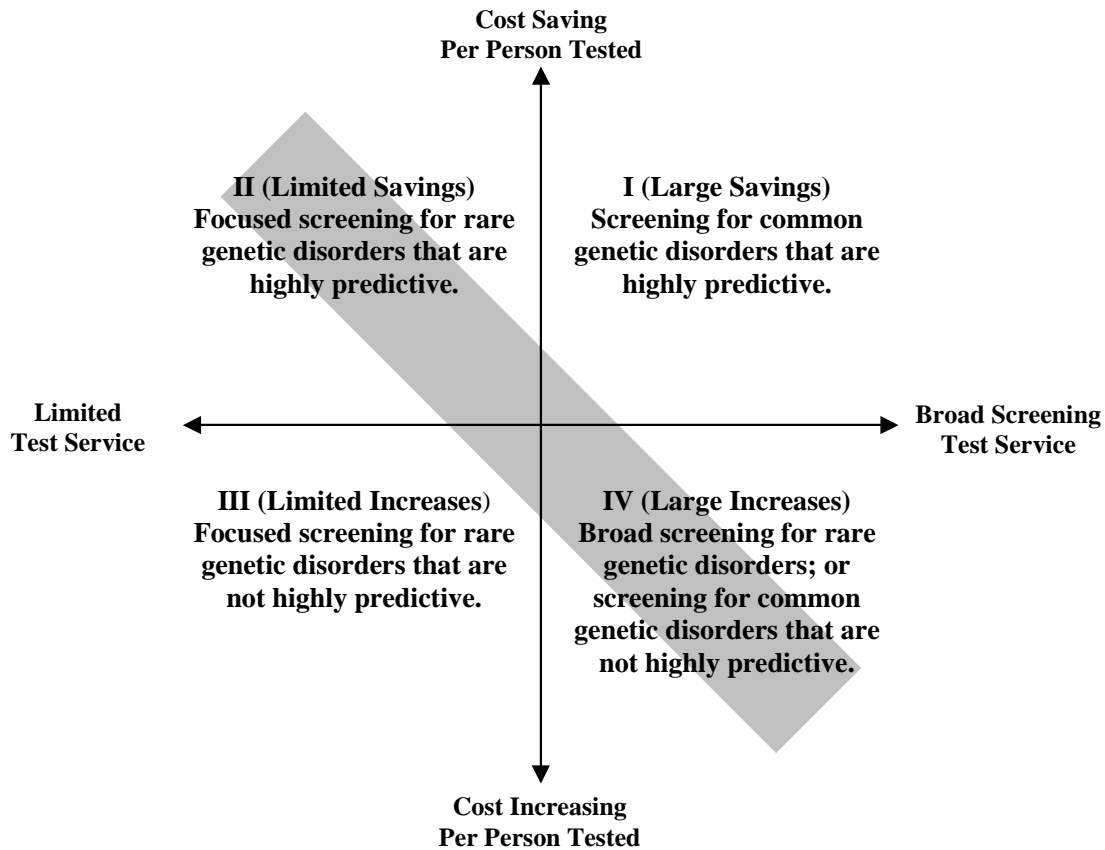 Cost Saving
Per Person Tested
II (Limited Savings)
Focused screening for rare
genetic disorders that are
highly predictive.
I (Large Savings)
Screening for common
genetic disorders that are
highly predictive.
Limited
Test Service
Broad Screening
Test Service
III (Limited Increases)
Focused screening for rare
genetic disorders that are
not highly predictive.
IV (Large Increases)
Broad screening for rare
genetic disorders; or
screening for common
genetic disorders that are
not highly predictive.
Cost Increasing
Per Person Tested